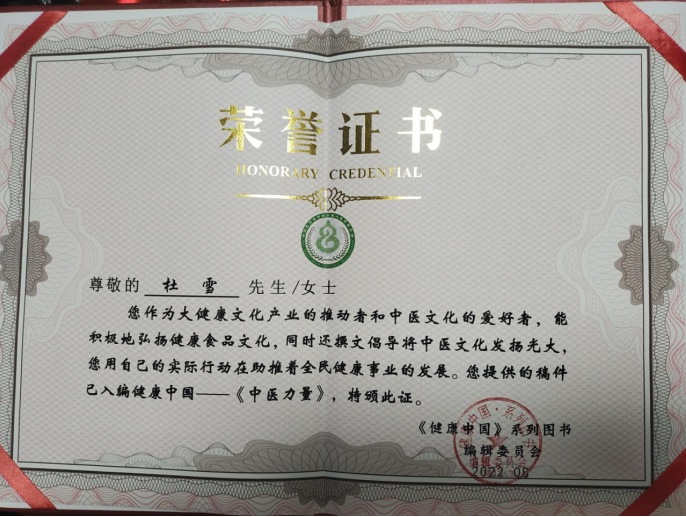 荣誉证书
HONORARY CREDENTIAL
尊敬的 杜雪 先生/女士
您作为大健康文化产业的推动者和中医文化的爱好者，能
积极地弘扬健康食品文化，同时还撰文倡导将中医文化发扬光大，
您用自己的实际行动在助推着全民健康事业的发展。您提供的稿件
已入编健康中国——《中医力量》，特颁此证。
《健康中国》系列图书
编辑委员会
2022.08